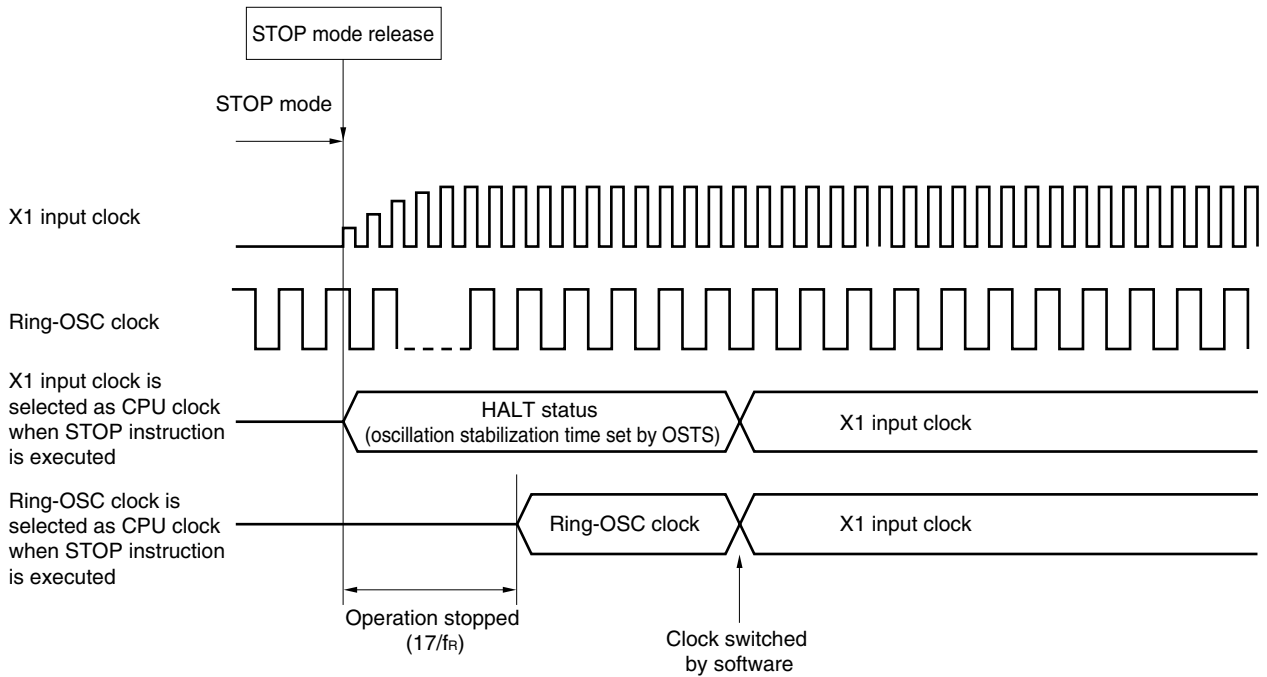 STOP mode release
STOP mode
X1 input clock
Ring-OSC clock
X1 input clock is
selected as CPU clock
when STOP instruction
is executed
HALT status
(oscillation stabilization time set by OSTS)
X1 input clock
Ring-OSC clock is
selected as CPU clock
when STOP instruction
is executed
Ring-OSC clock
X1 input clock
Operation stopped
(17/fR)
Clock switched
by software